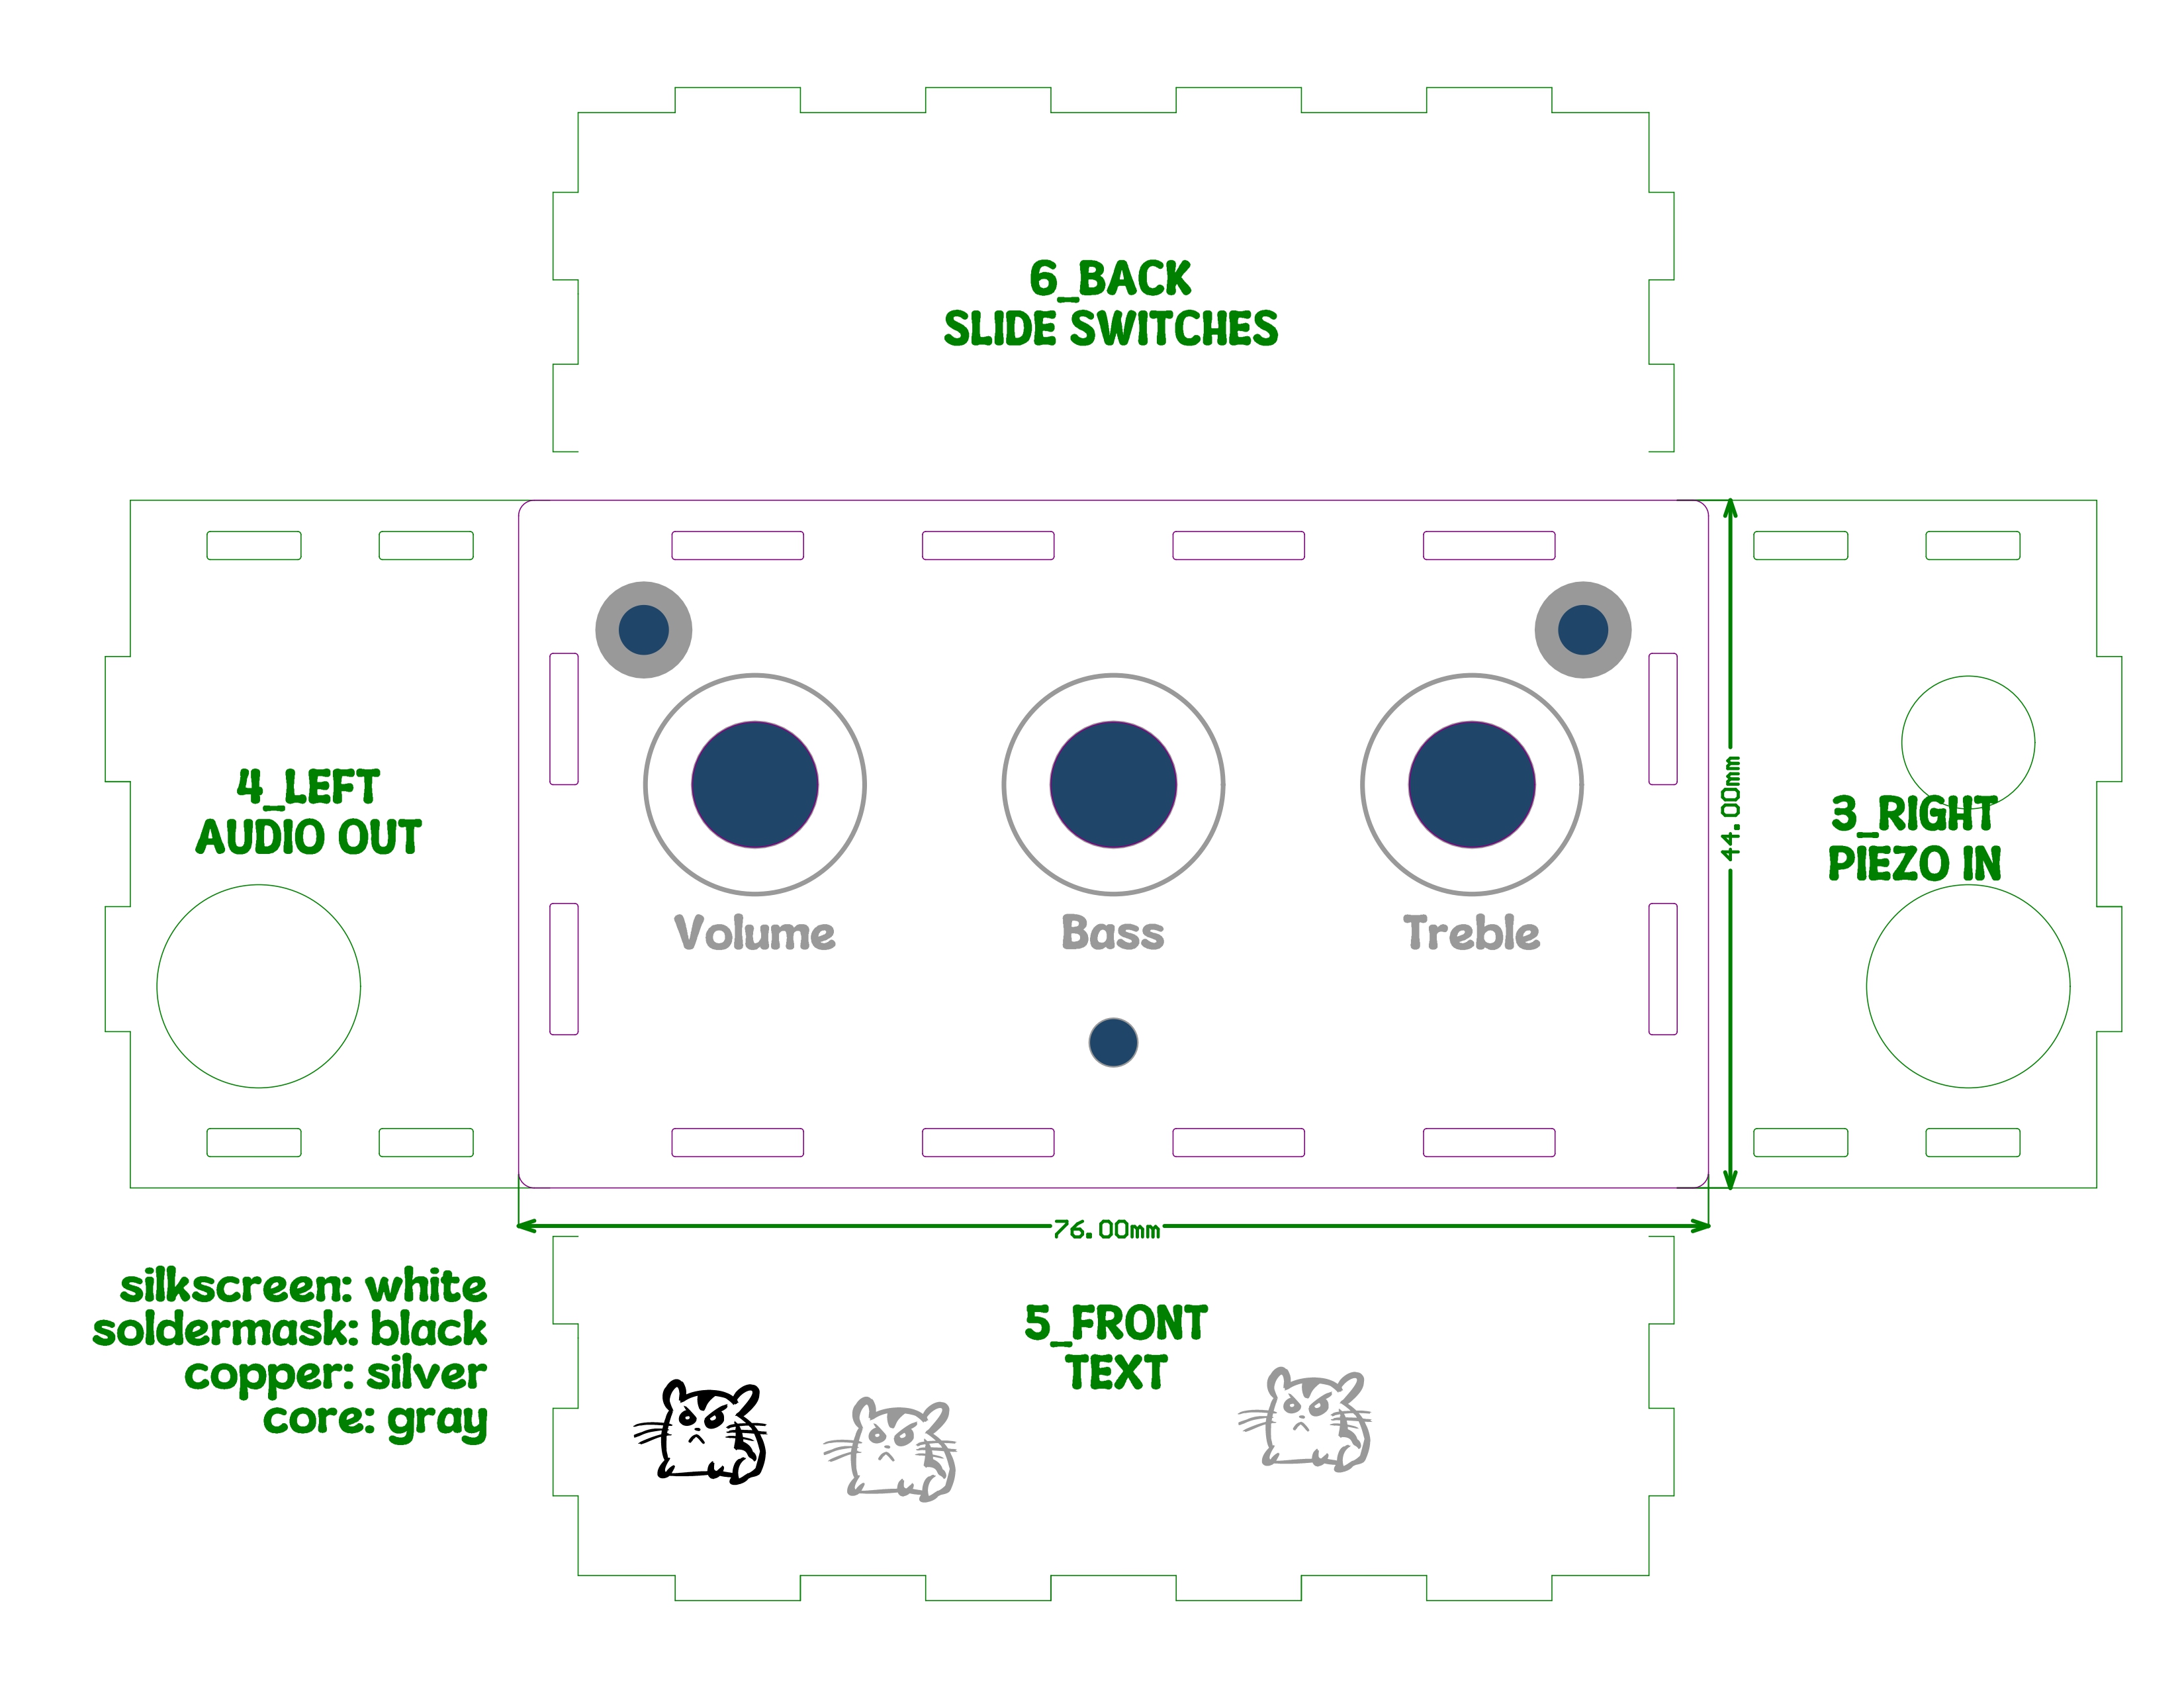 6_BACK
SLIDE SWITCHES
4_LEFT
AUDIO OUT
Volume
Bass
Treble
44.00mm
3_RIGHT
PIEZO IN
76.00mm
silkscreen: white
soldermask: black
copper: silver
core: gray
5_FRONT
TEXT